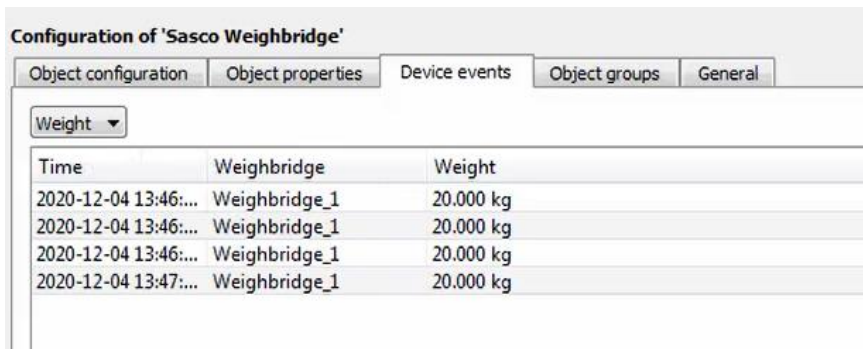 Configuration of 'Sasco Weighbridge'
Object configuration Object properties Device events Object groups General
Weight
Time Weighbridge Weight
2020-12-04 13:46:... Weighbridge_1 20.000 kg
2020-12-04 13:46:... Weighbridge_1 20.000 kg
2020-12-04 13:46:... Weighbridge_1 20.000 kg
2020-12-04 13:47:... Weighbridge_1 20.000 kg